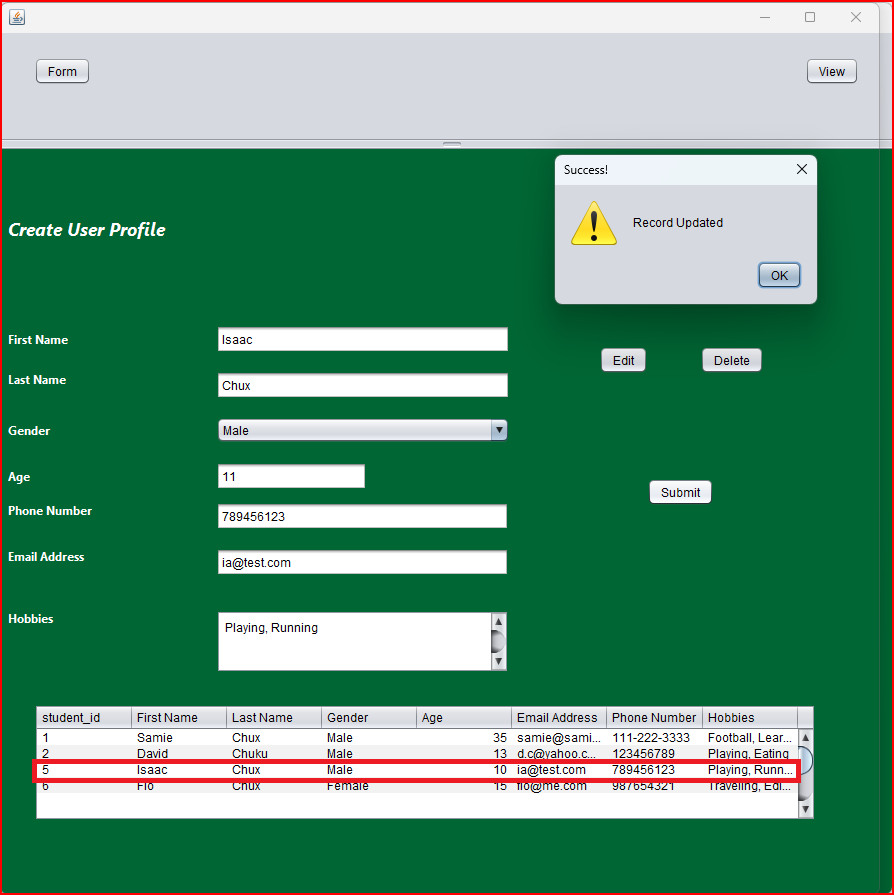 Form
View
Success!
Record Updated
OK
Create User Profile
First Name
Isaac
Edit
Delete
Last Name
Chux
Gender
Male
Age
11
Submit
Phone Number
789456123
Email Address
ia@test.com
Hobbies
Playing, Running
student_id First Name Last Name Gender Age Email Address Phone Number Hobbies
1 Samie Chux Male 35 samie@sami... 111-222-3333 Football, Lear...
2 David Chuku Male 13 d.c@yahoo.c... 123456789 Playing, Eating
5 Isaac Chux Male 10 ia@test.com 789456123 Playing, Runn...
6 Flo Chux Female 15 flo@me.com 987654321 Traveling, Edi...